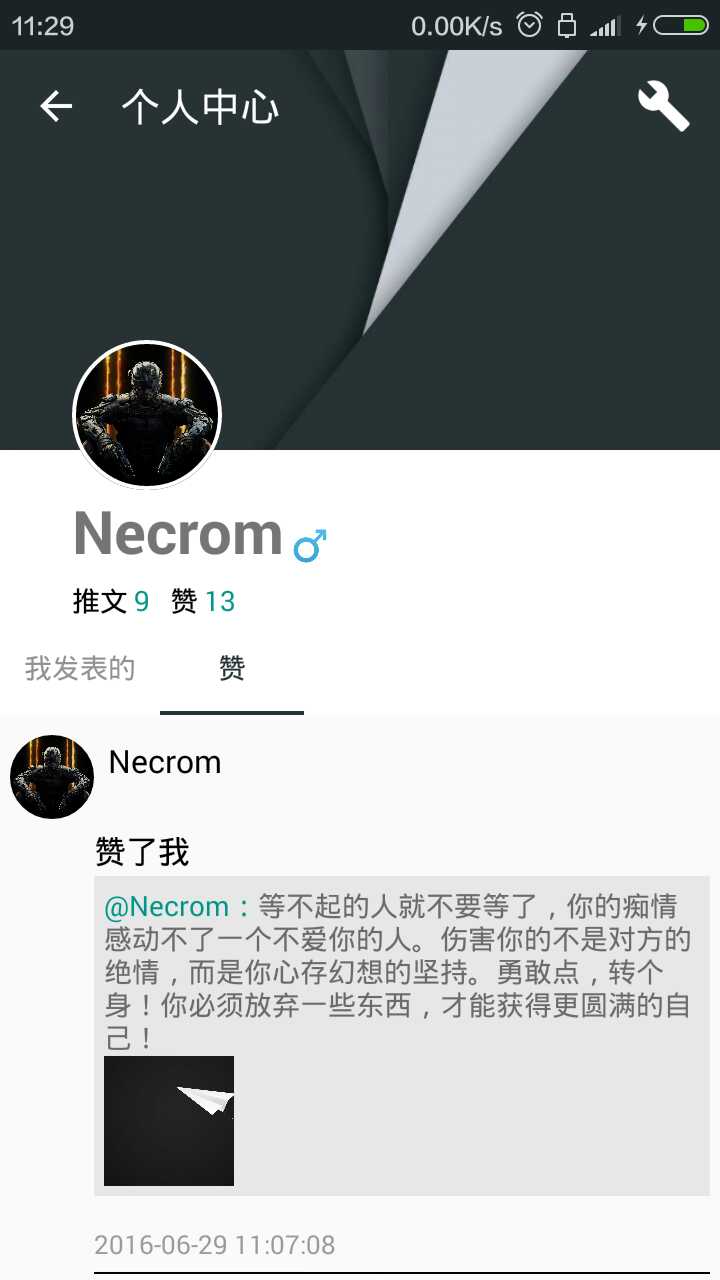 11:29 0.00K/s
个人中心
Necrom
推文 9 赞 13
我发表的 赞
Necrom
赞了我
@Necrom：等不起的人就不要等了，你的痴情
感动不了一个不爱你的人。伤害你的不是对方的
绝情，而是你心存幻想的坚持。勇敢点，转个
身！你必须放弃一些东西，才能获得更圆满的自
己！
2016-06-29 11:07:08